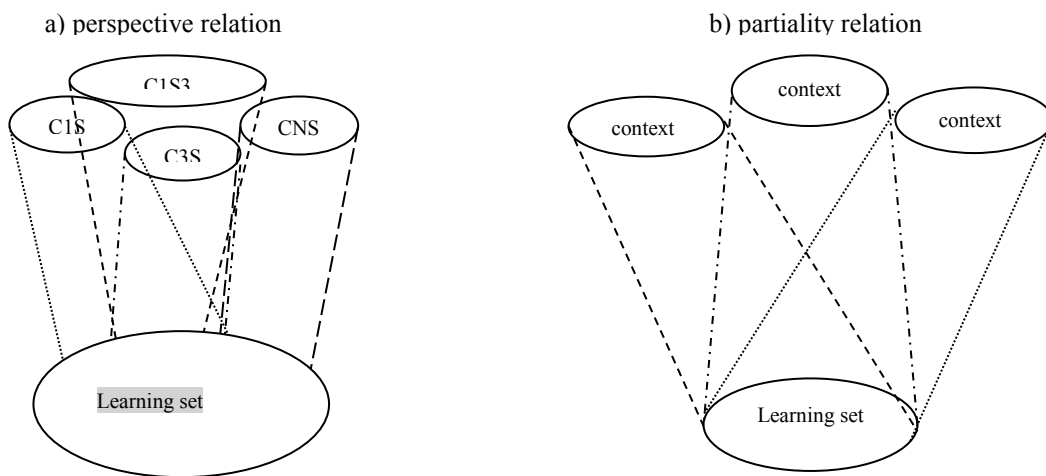 a) perspective relation
b) partiality relation
C1S3
C1S
C3S
CNS
Learning set
context
context
context
Learning set